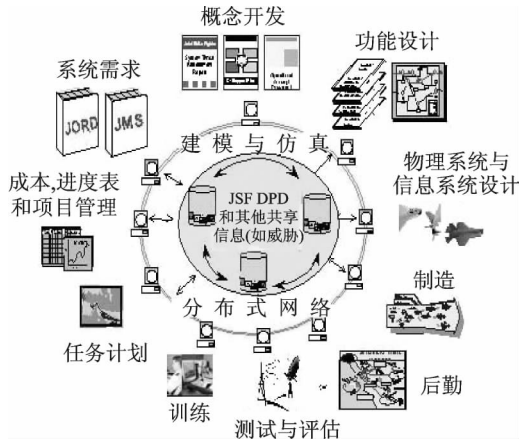 概念开发
功能设计
系统需求
JORD
JMS
建模与仿真
物理系统与
信息系统设计
成本,进度表
和项目管理
JSF DPD
和其他共享
信息(如威胁)
制造
分布式网络
任务计划
后勤
训练
测试与评估